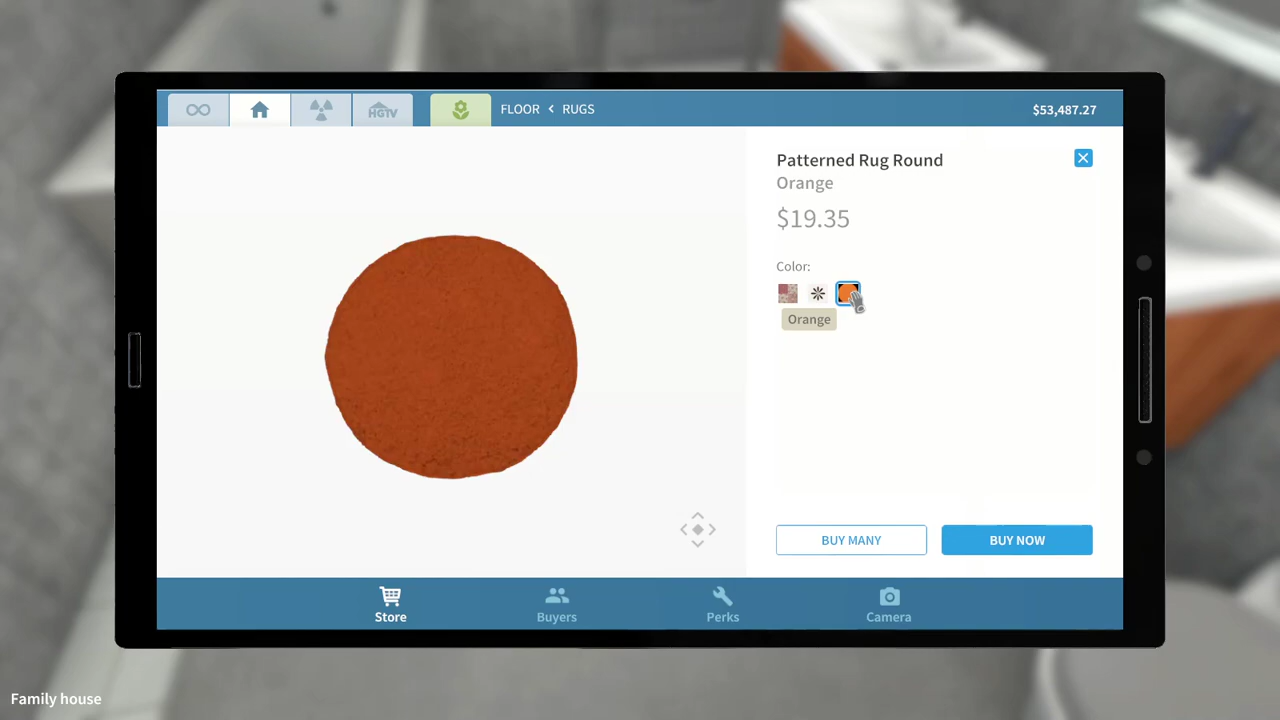 HGTV
FLOOR < RUGS
$53,487.27
Patterned Rug Round
Orange
$19.35
Color:
Orange
BUY MANY
BUY NOW
Store
Buyers
Perks
Camera
Family house